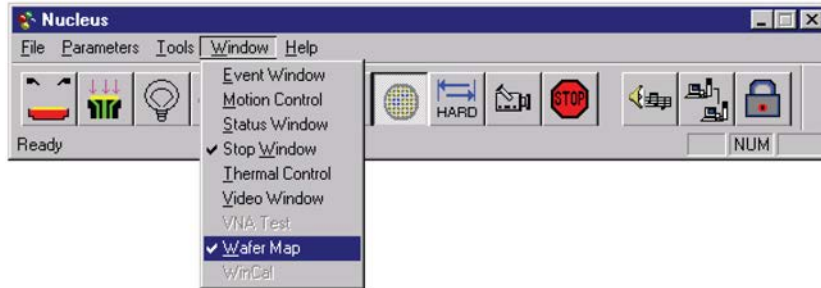 Nucleus
File Parameters Tools Window Help
HARD STOP
Ready NUM
Event Window
Motion Control
Status Window
Stop Window
Thermal Control
Video Window
VNA Test
Wafer Map
WinCal